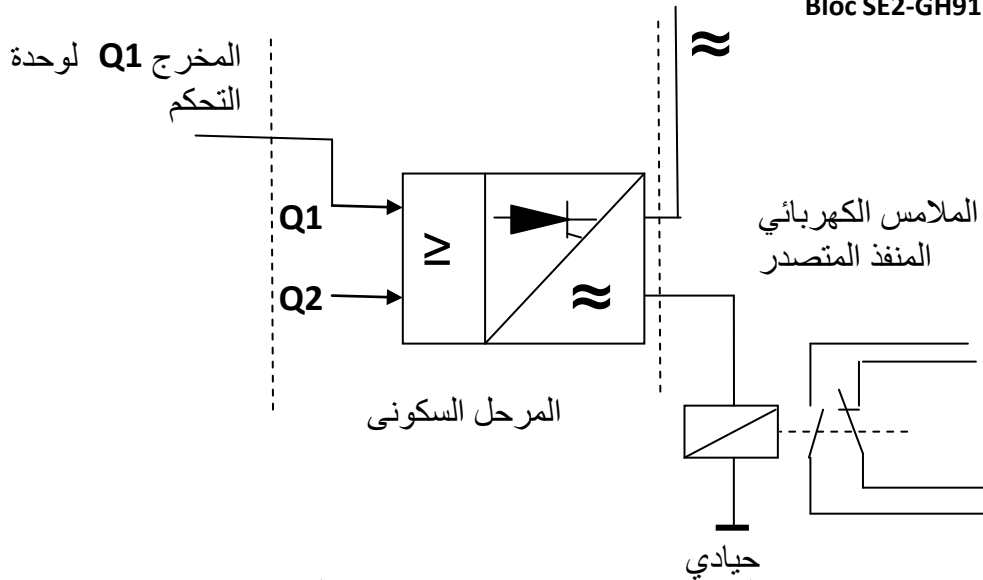 Bloc SE2-GH91
≈
المخرج Q1 لوحدة
التحكم
Q1
Q2
≥
≈
الملامس الكهربائي
المنفذ المتصدر
المرحل السكونى
حيادي